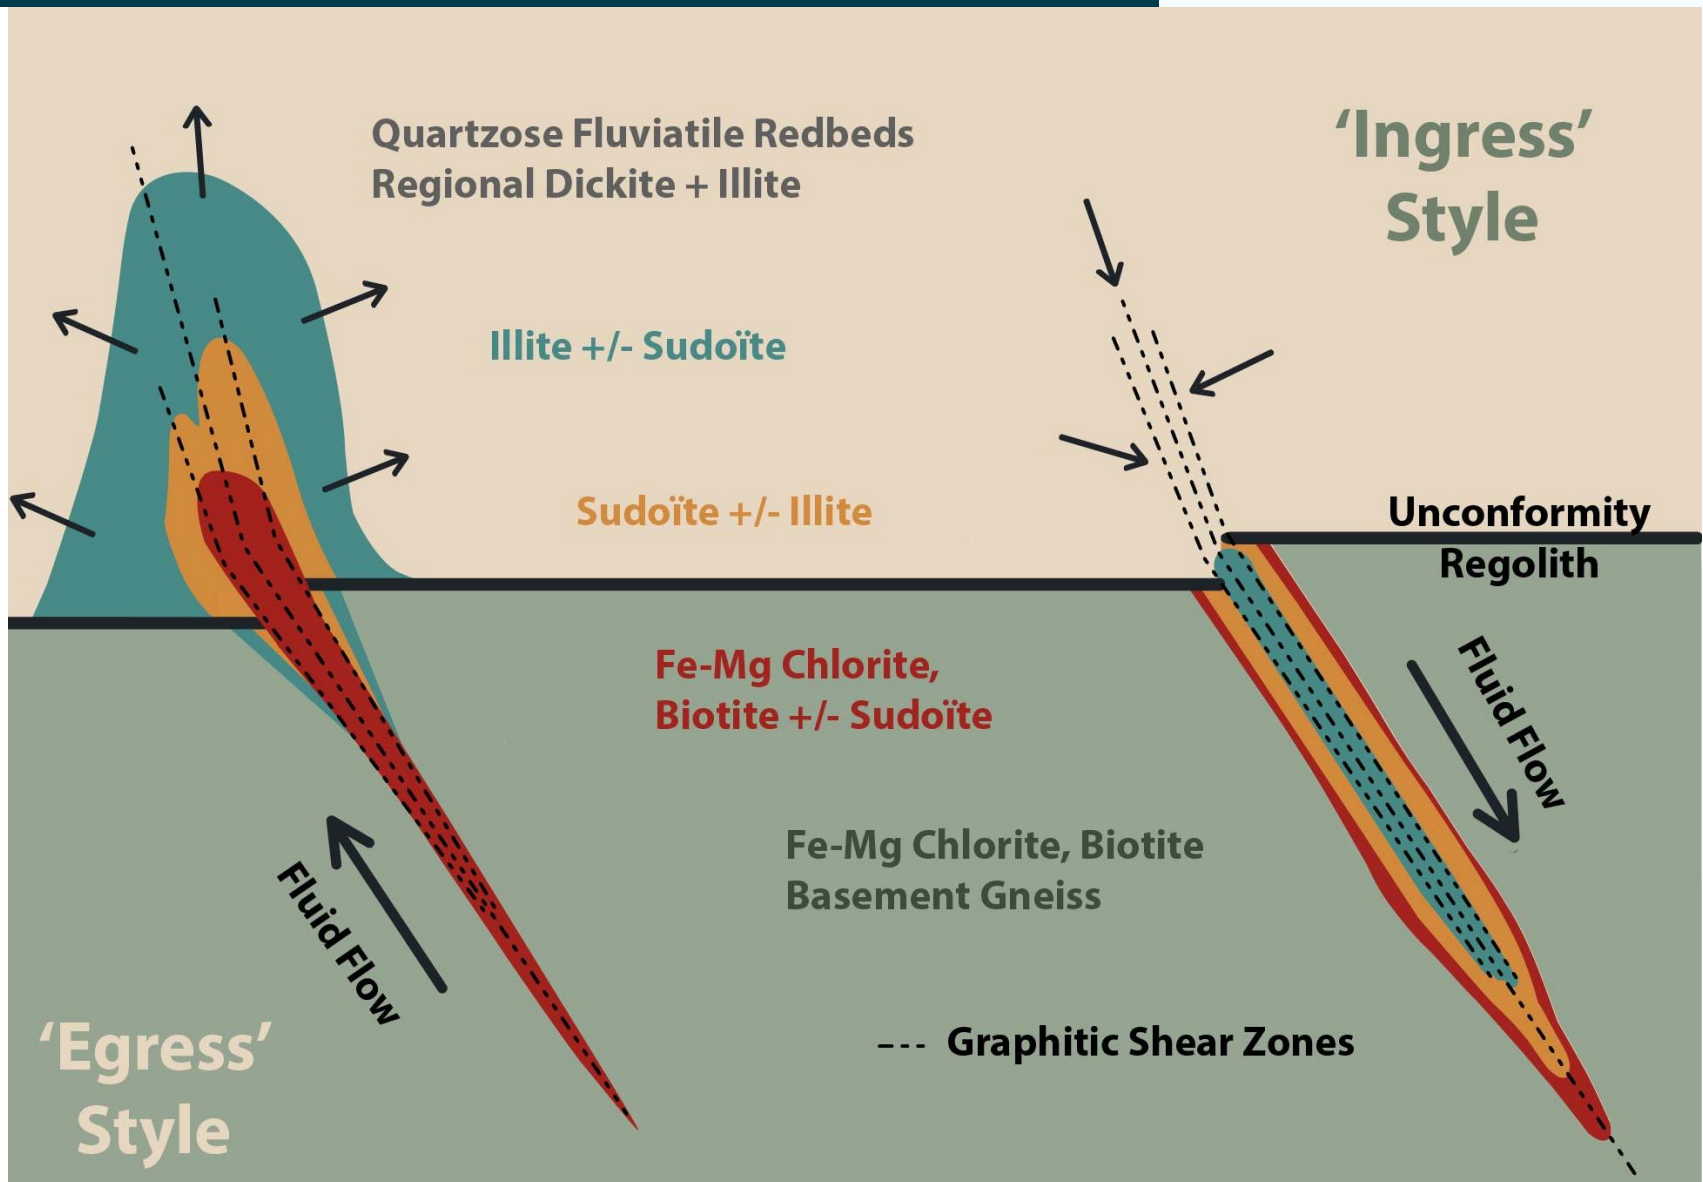 Quartzose Fluviatile Redbeds
Regional Dickite + Illite
‘Ingress’
Style
Illite +/- Sudoïte
Sudoïte +/- Illite
Unconformity
Regolith
Fe-Mg Chlorite,
Biotite +/- Sudoïte
Fluid Flow
Fe-Mg Chlorite, Biotite
Basement Gneiss
Fluid Flow
‘Egress’
Style
--- Graphitic Shear Zones